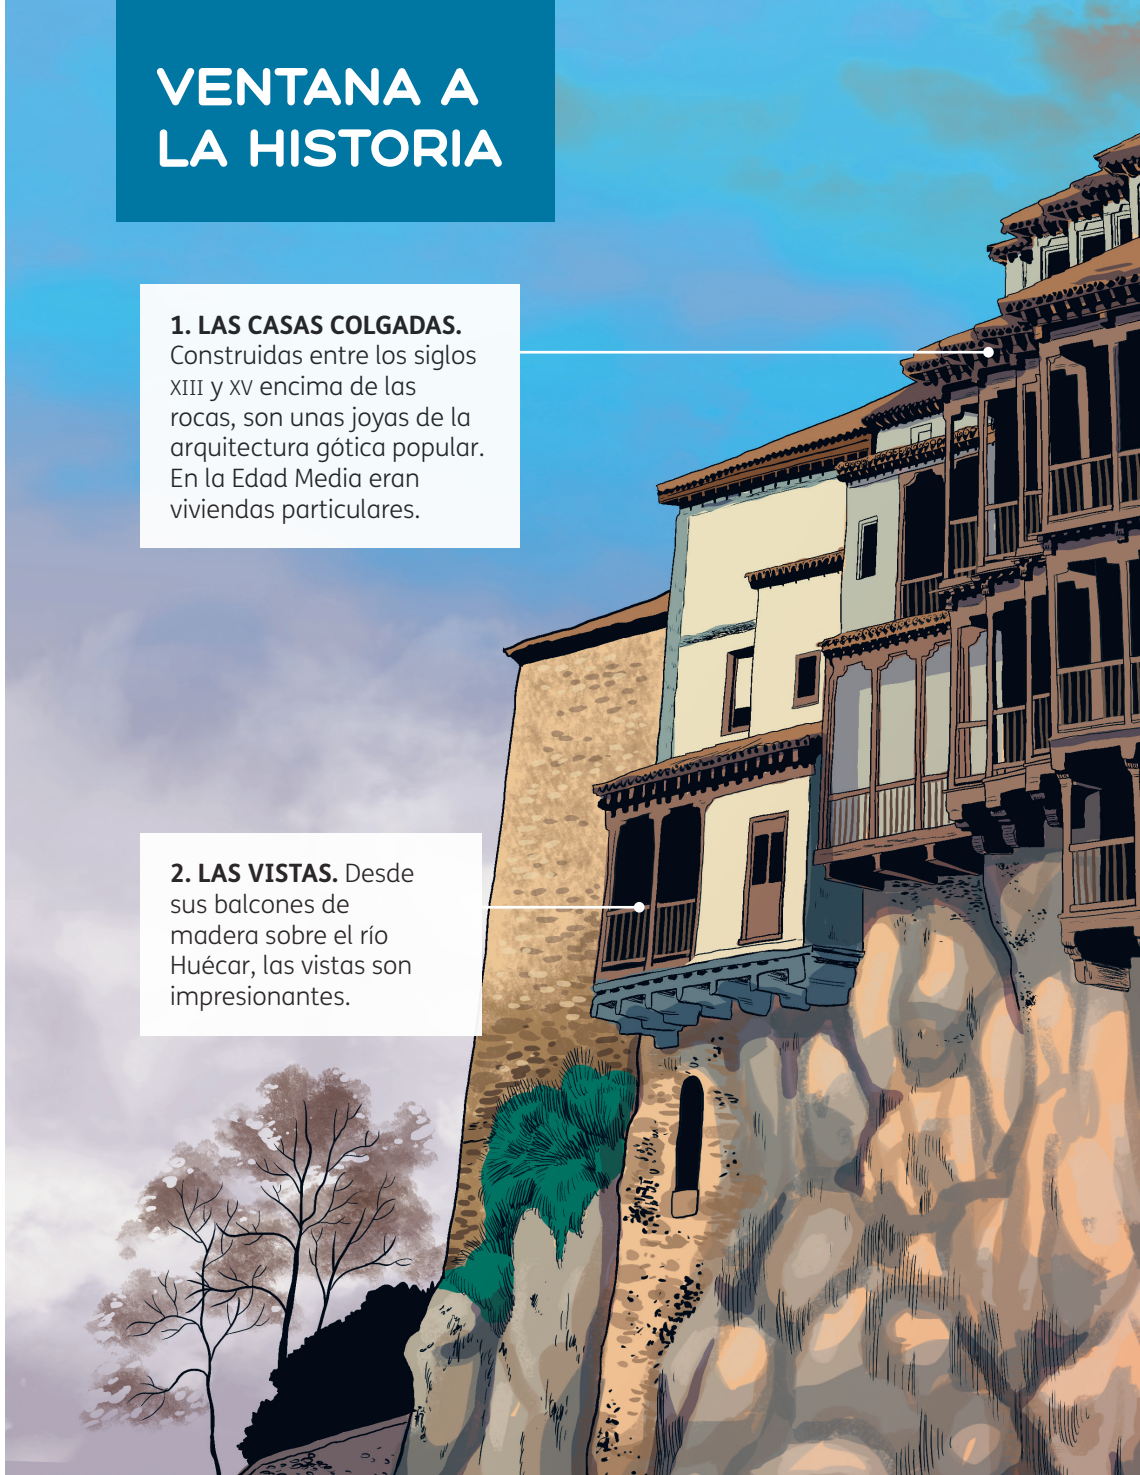 VENTANA A
LA HISTORIA
1. LAS CASAS COLGADAS.
Construidas entre los siglos
XIII y XV encima de las
rocas, son unas joyas de la
arquitectura gótica popular.
En la Edad Media eran
viviendas particulares.
2. LAS VISTAS. Desde
sus balcones de
madera sobre el río
Huécar, las vistas son
impresionantes.